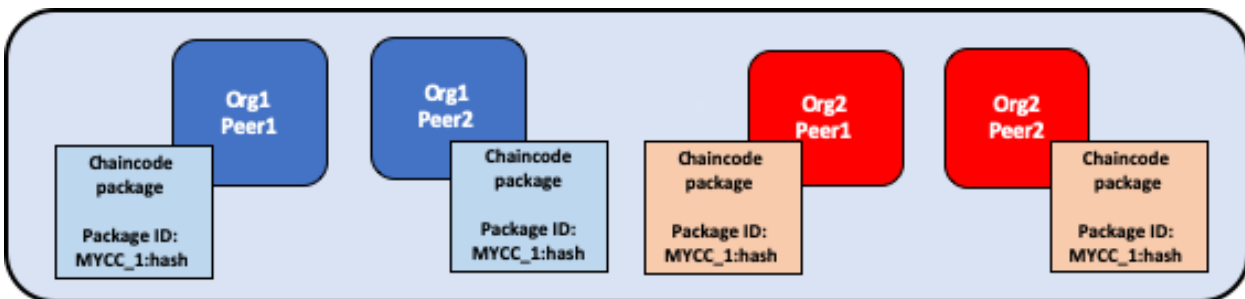 Org1
Peer1
Org1
Peer2
Org2
Peer1
Org2
Peer2
Chaincode
package
Package ID:
MYCC_1:hash
Chaincode
package
Package ID:
MYCC_1:hash
Chaincode
package
Package ID:
MYCC_1:hash
Chaincode
package
Package ID:
MYCC_1:hash